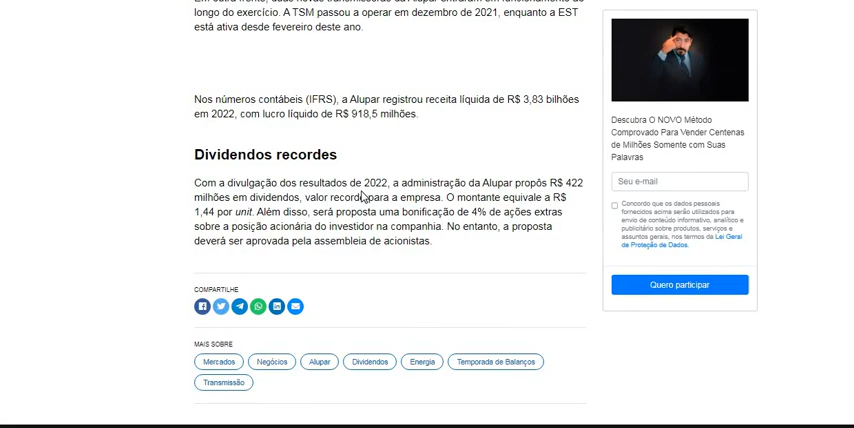 longo do exercício. A TSM passou a operar em dezembro de 2021, enquanto a EST
está ativa desde fevereiro deste ano.
Nos números contábeis (IFRS), a Alupar registrou receita líquida de R$ 3,83 bilhões
em 2022, com lucro líquido de R$ 918,5 milhões.
Dividendos recordes
Com a divulgação dos resultados de 2022, a administração da Alupar propôs R$ 422
milhões em dividendos, valor recorde para a empresa. O montante equivale a R$
1,44 por unit. Além disso, será proposta uma bonificação de 4% de ações extras
sobre a posição acionária do investidor na companhia. No entanto, a proposta
deverá ser aprovada pela assembleia de acionistas.
COMPARTILHE
MAIS SOBRE
Mercados
Negócios
Alupar
Dividendos
Energia
Temporada de Balanços
Transmissão
Descubra O NOVO Método
Comprovado Para Vender Centenas
de Milhões Somente com Suas
Palavras
Seu e-mail
Concordo que os dados pessoais
fornecidos acima serão utilizados para
envio de conteúdo informativo, analítico e
publicitário sobre produtos, serviços e
assuntos gerais, nos termos da Lei Geral
de Proteção de Dados.
Quero participar